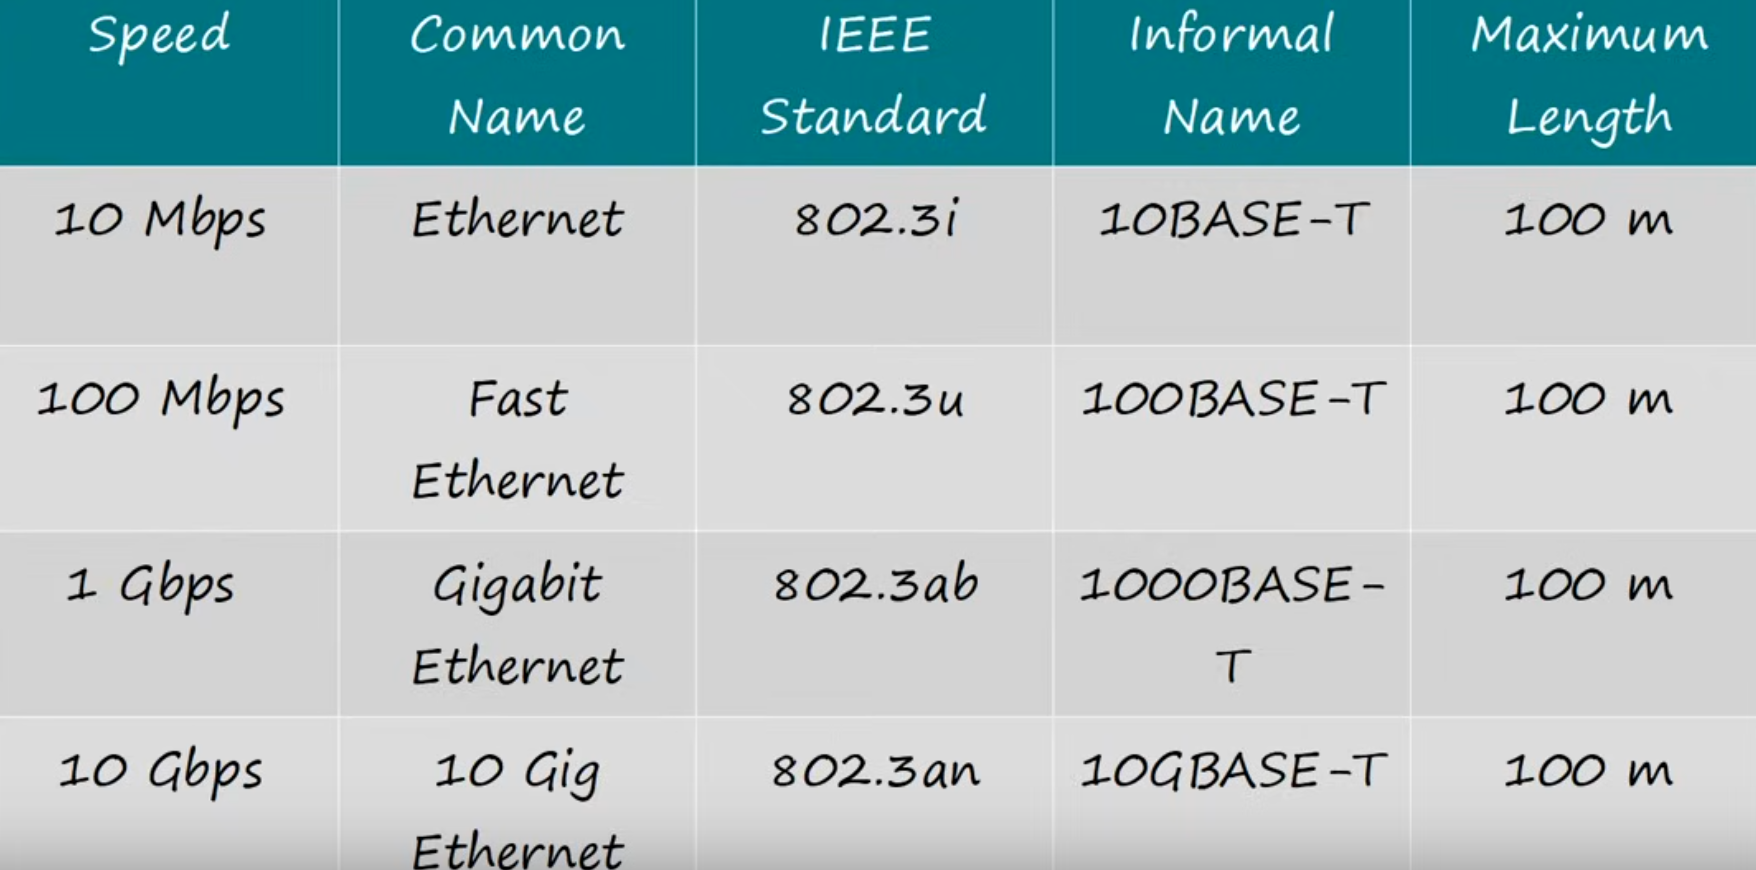 Speed Common Name IEEE Standard Informal Name Maximum Length
10 Mbps Ethernet 802.3i 10BASE-T 100 m
100 Mbps Fast Ethernet 802.3u 100BASE-T 100 m
1 Gbps Gigabit Ethernet 802.3ab 1000BASE-T 100 m
10 Gbps 10 Gig Ethernet 802.3an 10GBASE-T 100 m